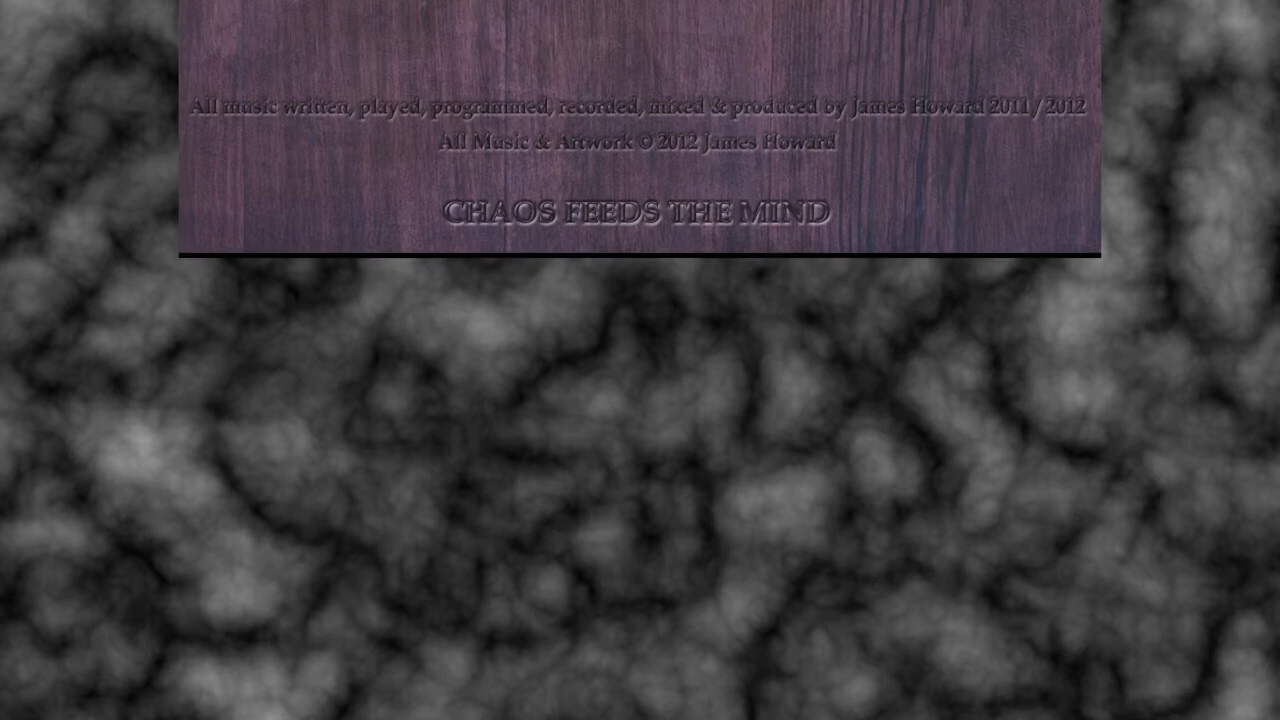 All music written, played, programmed, recorded, mixed & produced by James Howard 2011/2012
All Music & Artwork © 2012 James Howard
CHAOS FEEDS THE MIND